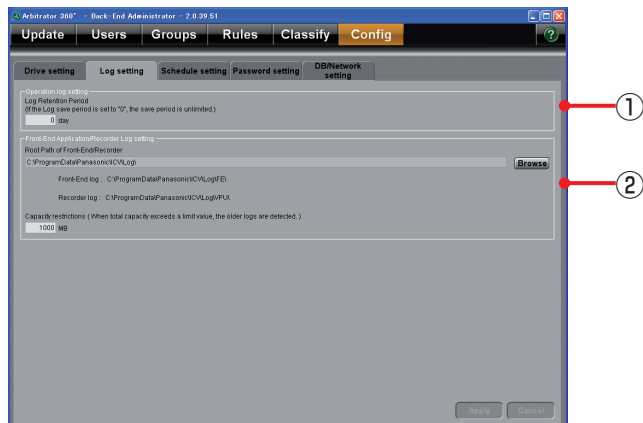 Arbitrator 360° - Back-End Administrator - 2.0.39.51
Update Users Groups Rules Classify Config ?
Drive setting Log setting Schedule setting Password setting DB/Network setting
Operation log setting
Log Retention Period
(If the Log save period is set to "0", the save period is unlimited.)
0 day
①
Front-End Application/Recorder Log setting
Root Path of Front-End/Recorder
C:\ProgramData\Panasonic\ICV\Log\ Browse
②
Front-End log : C:\ProgramData\Panasonic\ICV\Log\FE\
Recorder log : C:\ProgramData\Panasonic\ICV\Log\VPU\
Capacity restrictions ( When total capacity exceeds a limit value, the older logs are detected. )
1000 MB
Apply Cancel